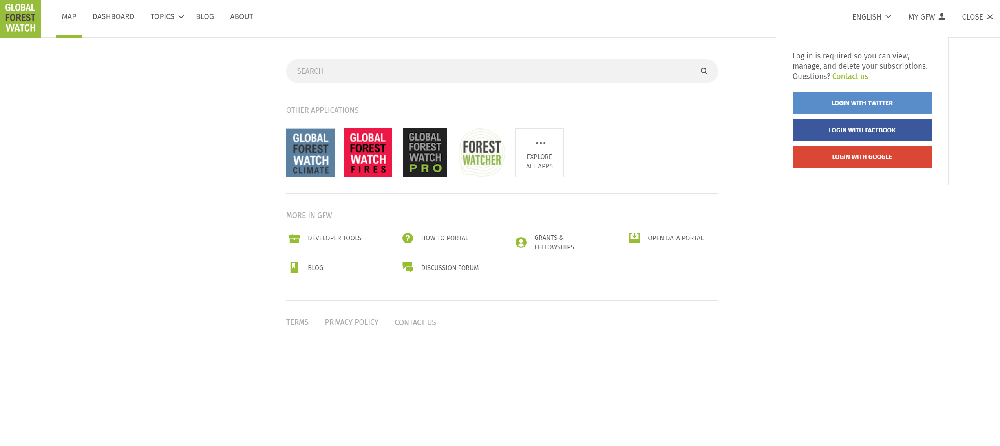 GLOBAL
FOREST
WATCH
MAP DASHBOARD TOPICS BLOG ABOUT
ENGLISH MY GFW CLOSE
Log in is required so you can view,
manage, and delete your subscriptions.
Questions? Contact us
LOGIN WITH TWITTER
LOGIN WITH FACEBOOK
LOGIN WITH GOOGLE
SEARCH
OTHER APPLICATIONS
GLOBAL
FOREST
WATCH
CLIMATE
GLOBAL
FOREST
WATCH
FIRES
GLOBAL
FOREST
WATCH
PRO
FOREST
WATCHER
EXPLORE
ALL APPS
MORE IN GFW
DEVELOPER TOOLS
HOW TO PORTAL
GRANTS &
FELLOWSHIPS
OPEN DATA PORTAL
BLOG
DISCUSSION FORUM
TERMS PRIVACY POLICY CONTACT US